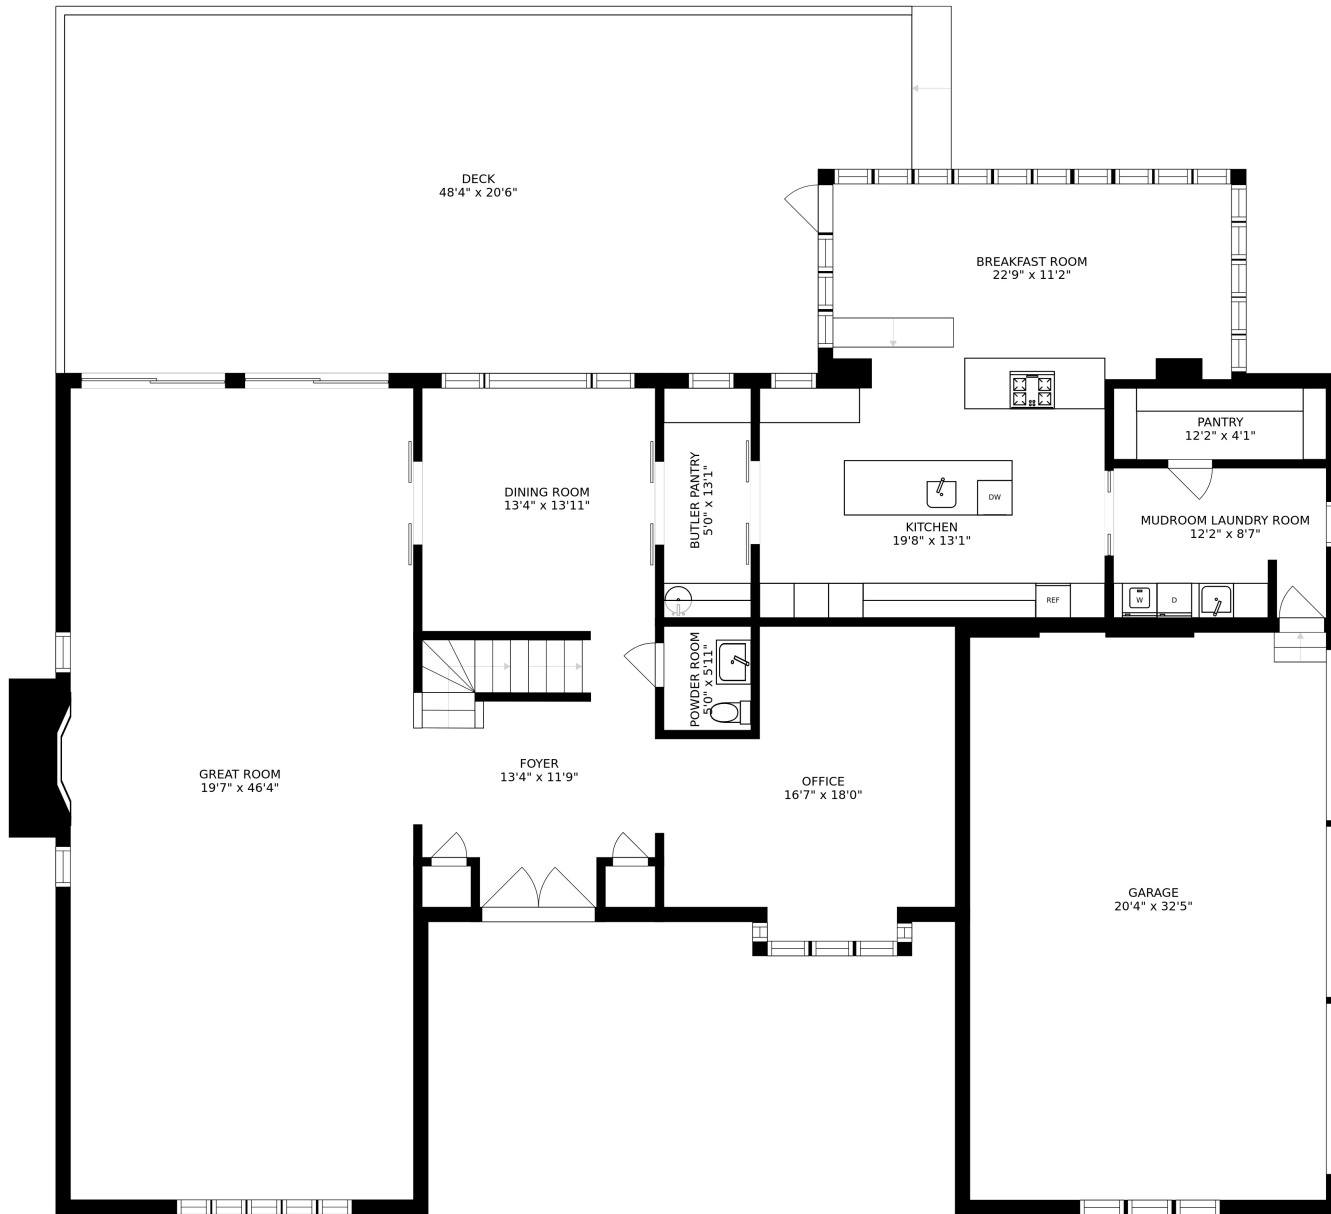 DECK
48'4" x 20'6"
BREAKFAST ROOM
22'9" x 11'2"
PANTRY
12'2" x 4'1"
DINING ROOM
13'4" x 13'11"
BUTLER PANTRY
5'0" x 13'1"
DW
KITCHEN
19'8" x 13'1"
MUDROOM LAUNDRY ROOM
12'2" x 8'7"
REF
W
D
POWDER ROOM
5'0" x 5'11"
FOYER
13'4" x 11'9"
GREAT ROOM
19'7" x 46'4"
OFFICE
16'7" x 18'0"
GARAGE
20'4" x 32'5"